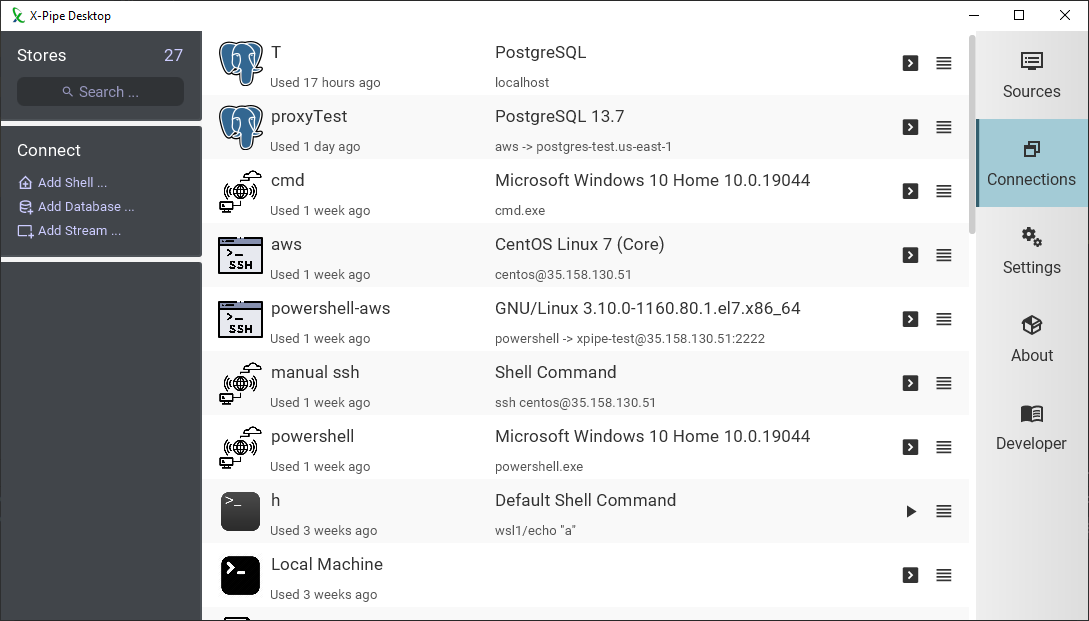 X-Pipe Desktop
Stores 27
Search ...
Connect
Add Shell ...
Add Database ...
Add Stream ...
T PostgreSQL
Used 17 hours ago localhost
proxyTest PostgreSQL 13.7
Used 1 day ago aws -> postgres-test.us-east-1
cmd Microsoft Windows 10 Home 10.0.19044
Used 1 week ago cmd.exe
aws CentOS Linux 7 (Core)
SSH
Used 1 week ago centos@35.158.130.51
powershell-aws GNU/Linux 3.10.0-1160.80.1.el7.x86_64
SSH
Used 1 week ago powershell -> xpipe-test@35.158.130.51:2222
manual ssh Shell Command
Used 1 week ago ssh centos@35.158.130.51
powershell Microsoft Windows 10 Home 10.0.19044
Used 1 week ago powershell.exe
h Default Shell Command
Used 3 weeks ago wsl1/echo "a"
Local Machine
Used 3 weeks ago
Sources
Connections
Settings
About
Developer